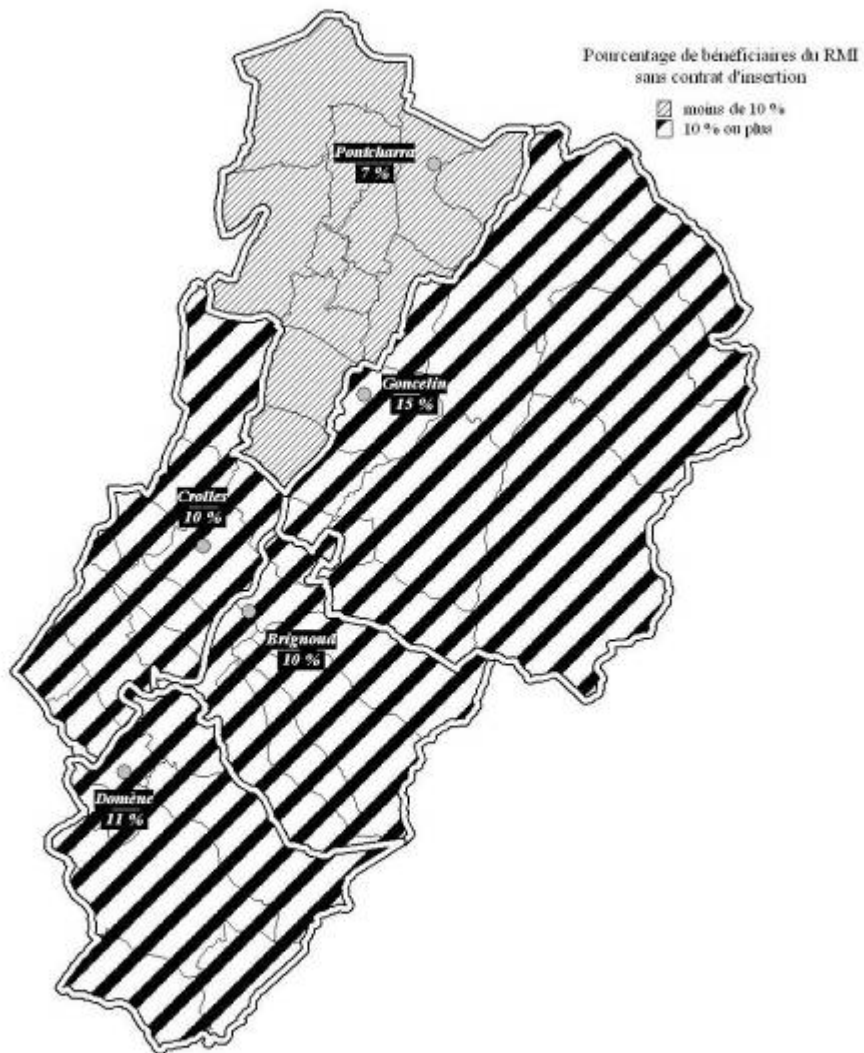 Pourcentage de bénéficiaires du RMI
sans contrat d'insertion
moins de 10 %
10 % ou plus
Pontcharra
7 %
Goncelin
15 %
Crolles
10 %
Brignoud
10 %
Domène
11 %